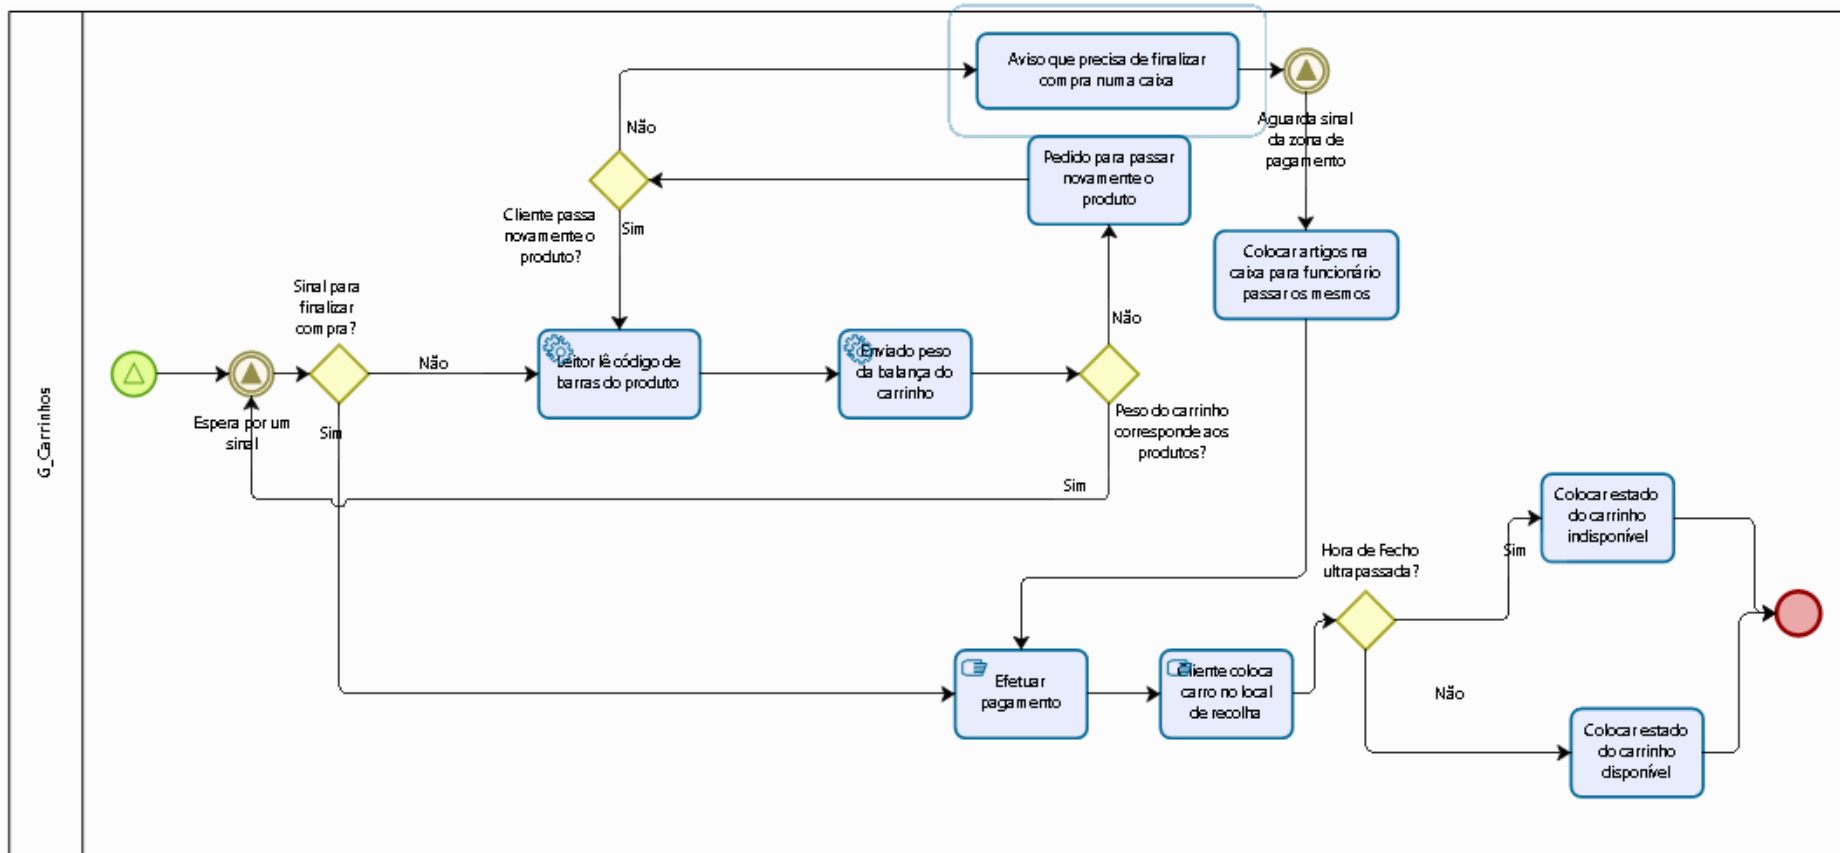 G_Carrinhos
Aviso que precisa de finalizar
compra numa caixa
Aguarda sinal
da zona de
pagamento
Não
Pedido para passar
novamente o
produto
Cliente passa
novamente o
produto?
Sim
Colocar artigos na
caixa para funcionário
passar os mesmos
Sinal para
finalizar
compra?
Não
Espera por um
sinal
Sim
Leitor lê código de
barras do produto
Enviado peso
da balança do
carrinho
Não
Peso do carrinho
corresponde aos
produtos?
Sim
Efetuar
pagamento
Cliente coloca
carro no local
de recolha
Hora de Fecho
ultrapassada?
Sim
Colocar estado
do carrinho
indisponível
Não
Colocar estado
do carrinho
disponível